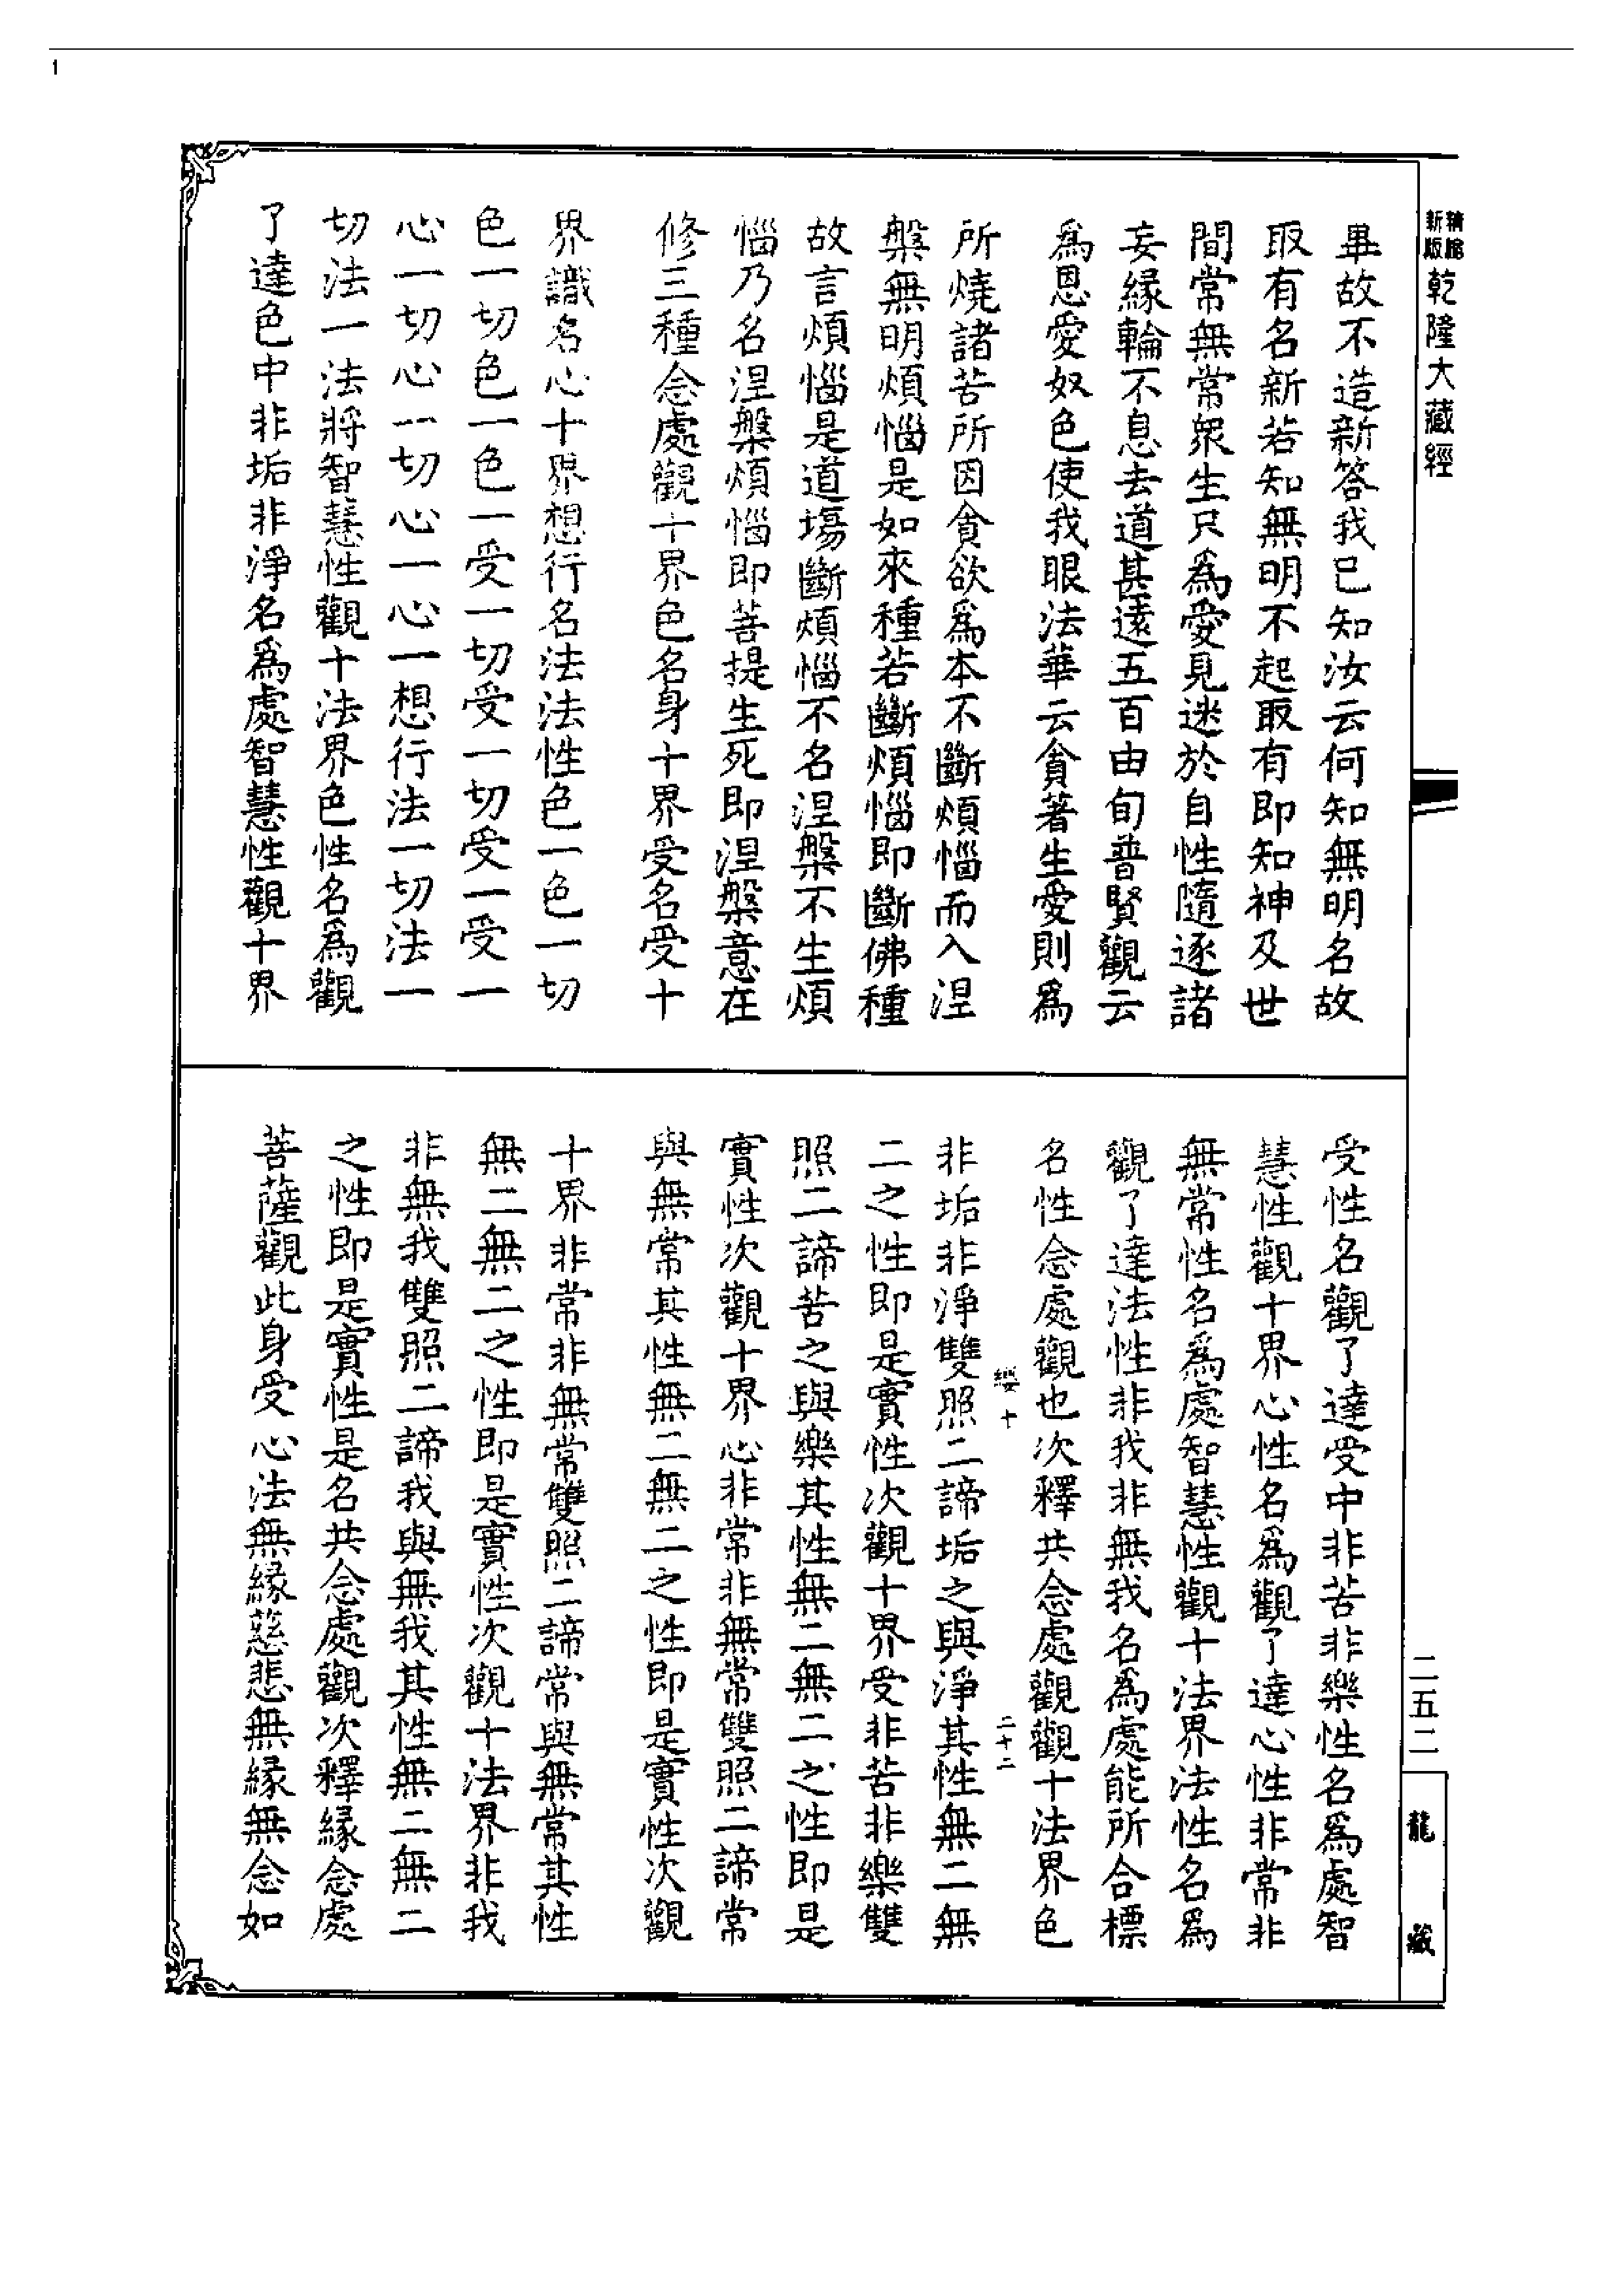 1
精縮新版乾隆大藏經
畢故不造新答我已知汝云何知無明名故
取有名新若知無明不起取有即知神及世
間常無常衆生只爲愛見迷於自性隨逐諸
妄緣輪不息去道甚遠五百由旬普賢觀云
爲恩愛奴色使我眼法華云貪著生愛則爲
所燒諸苦所因貪欲爲本不斷煩惱而入涅
槃無明煩惱是如來種若斷煩惱即斷佛種
故言煩惱是道塲斷煩惱不名涅槃不生煩
惱乃名涅槃煩惱即菩提生死即涅槃意在
修三種念處觀十界色名身十界受名受十
界識名心十界想行名法法性色一色一切
色一切色一色一受一切受一切受一受一
心一切心一切心一心一想行法一切法一
切法一法將智慧性觀十法界色性名爲觀
了達色中非垢非淨名爲處智慧性觀十界
受性名觀了達受中非苦非樂性名爲處智
慧性觀十界心性名爲觀了達心性非常非
無常性名爲處智慧性觀十法界法性名爲
觀了達法性非我非無我名爲處能所合標
名性念處觀也次釋共念處觀觀十法界色
纓十 二十二
非垢非淨雙照二諦垢之與淨其性無二無
二之性即是實性次觀十界受非苦非樂雙
照二諦苦之與樂其性無二無二之性即是
實性次觀十界心非常非無常雙照二諦常
與無常其性無二無二之性即是實性次觀
十界非常非無常雙照二諦常與無常其性
無二無二之性即是實性次觀十法界非我
非無我雙照二諦我與無我其性無二無二
之性即是實性是名共念處觀次釋緣念處
菩薩觀此身受心法無緣慈悲無緣無念如
二五二
龍藏